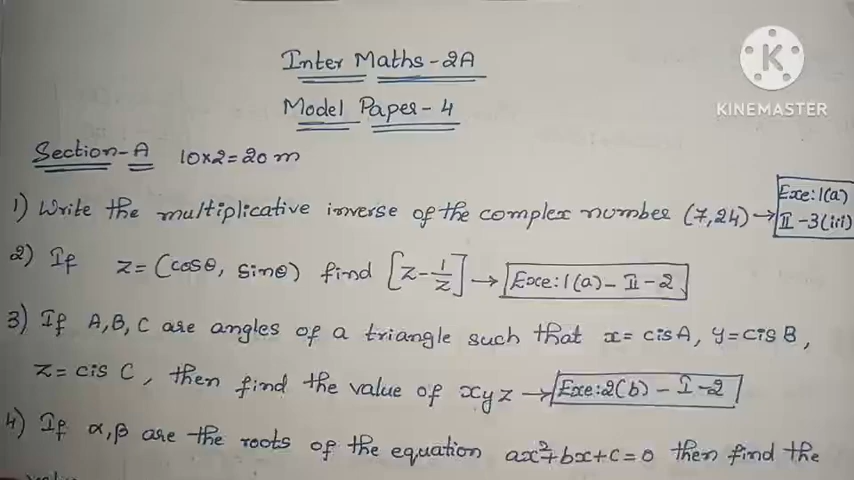 Inter Maths-2A
K
KINEMASTER
Model Paper-4
Section-A 10×2=20m
1) Write the multiplicative inverse of the complex number (7,24) → Exe:1(a) II-3(iii)
2) If z=(cosθ, sinθ) find [z-1/z] → Exe:1(a)-II-2
3) If A,B,C are angles of a triangle such that x=cisA, y=cisB,
z=cis C, then find the value of xyz → Exe:2(b)-I-2
4) If α,β are the roots of the equation ax²+bx+c=0 then find the